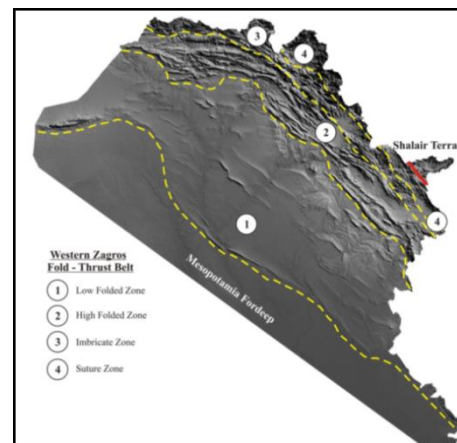 3
4
2
Shalair Terra
4
1
Mesopotamia Fordeep
Western Zagros
Fold - Thrust Belt
1 Low Folded Zone
2 High Folded Zone
3 Imbricate Zone
4 Suture Zone